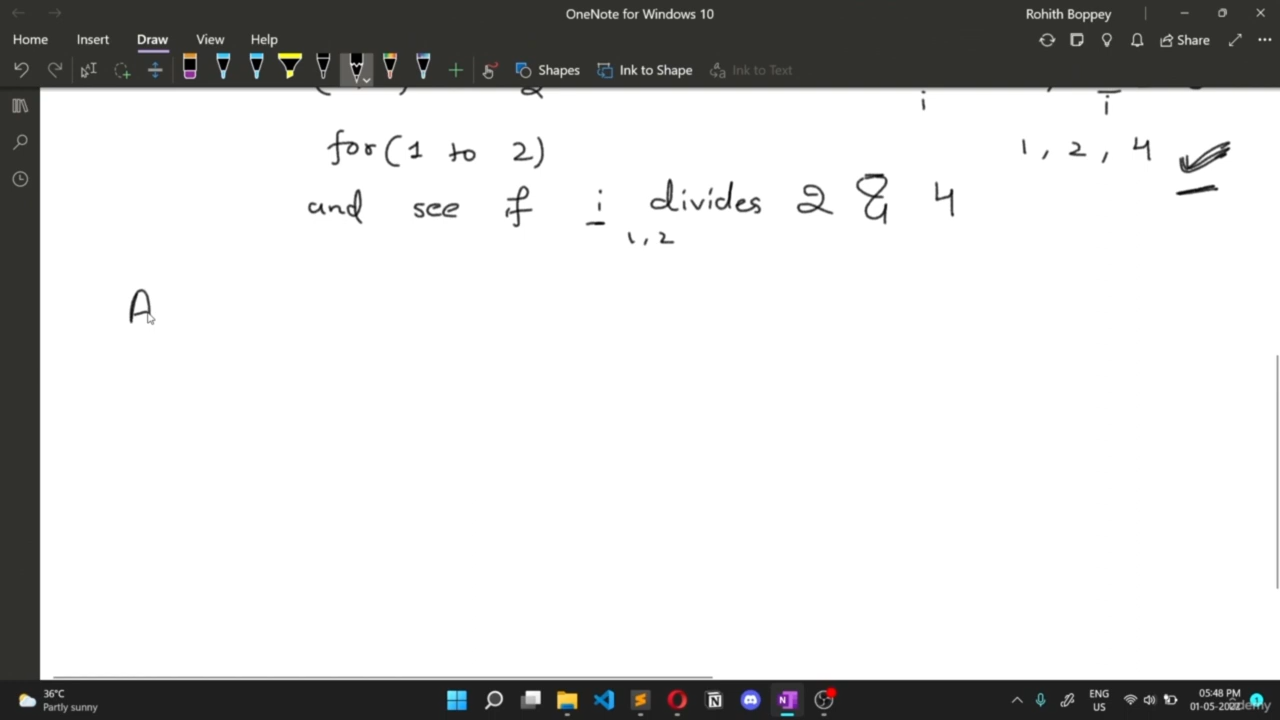 OneNote for Windows 10
Rohith Boppey
Home Insert Draw View Help
Share
Shapes Ink to Shape Ink to Text
i i
for(1 to 2) 1, 2, 4
and see if i divides 2 & 4
1, 2
A
36°C
Partly sunny
ENG
US
05:48 PM
01-05-2022
udemy